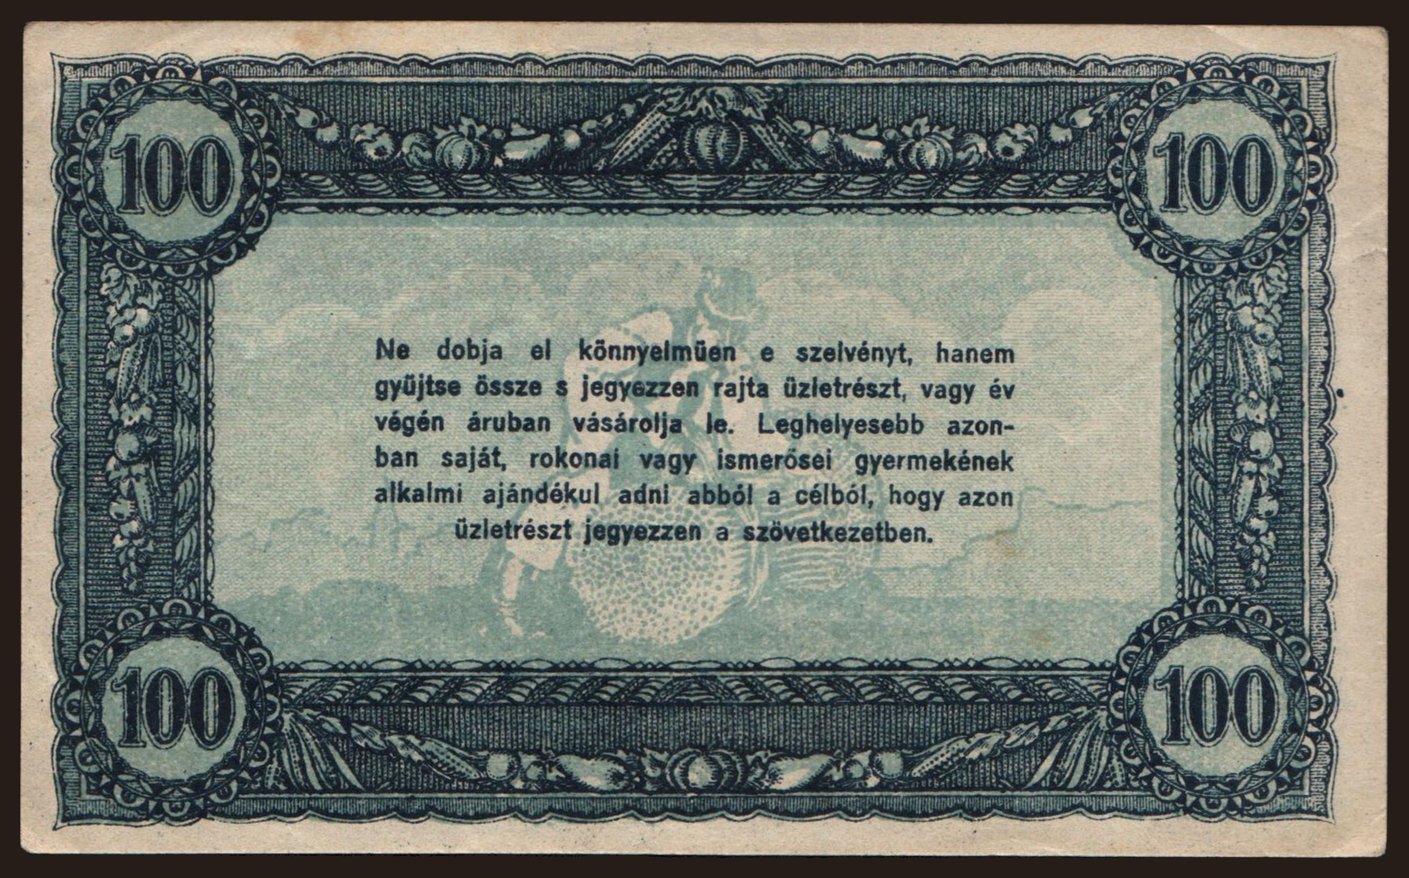 100 100
Ne dobja el könnyelmüen e szelvényt, hanem
gyüjtse össze s jegyezzen rajta üzletrészt, vagy év
végén áruban vásárolja le. Leghelyesebb azon-
ban saját, rokonai vagy ismerősei gyermekének
alkalmi ajándékul adni abból a célból, hogy azon
üzletrészt jegyezzen a szövetkezetben.
100 100